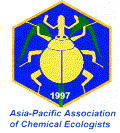 1997
Asia-Pacific Association
of Chemical Ecologists